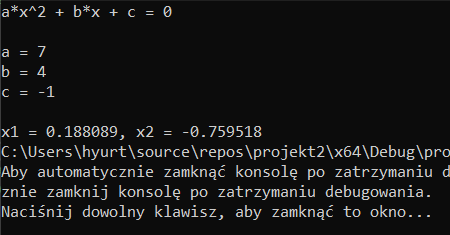 a*x^2 + b*x + c = 0
a = 7
b = 4
c = -1
x1 = 0.188089, x2 = -0.759518
C:\Users\hyurt\source\repos\projekt2\x64\Debug\pro
Aby automatycznie zamknąć konsolę po zatrzymaniu d
znie zamknij konsolę po zatrzymaniu debugowania.
Naciśnij dowolny klawisz, aby zamknąć to okno...